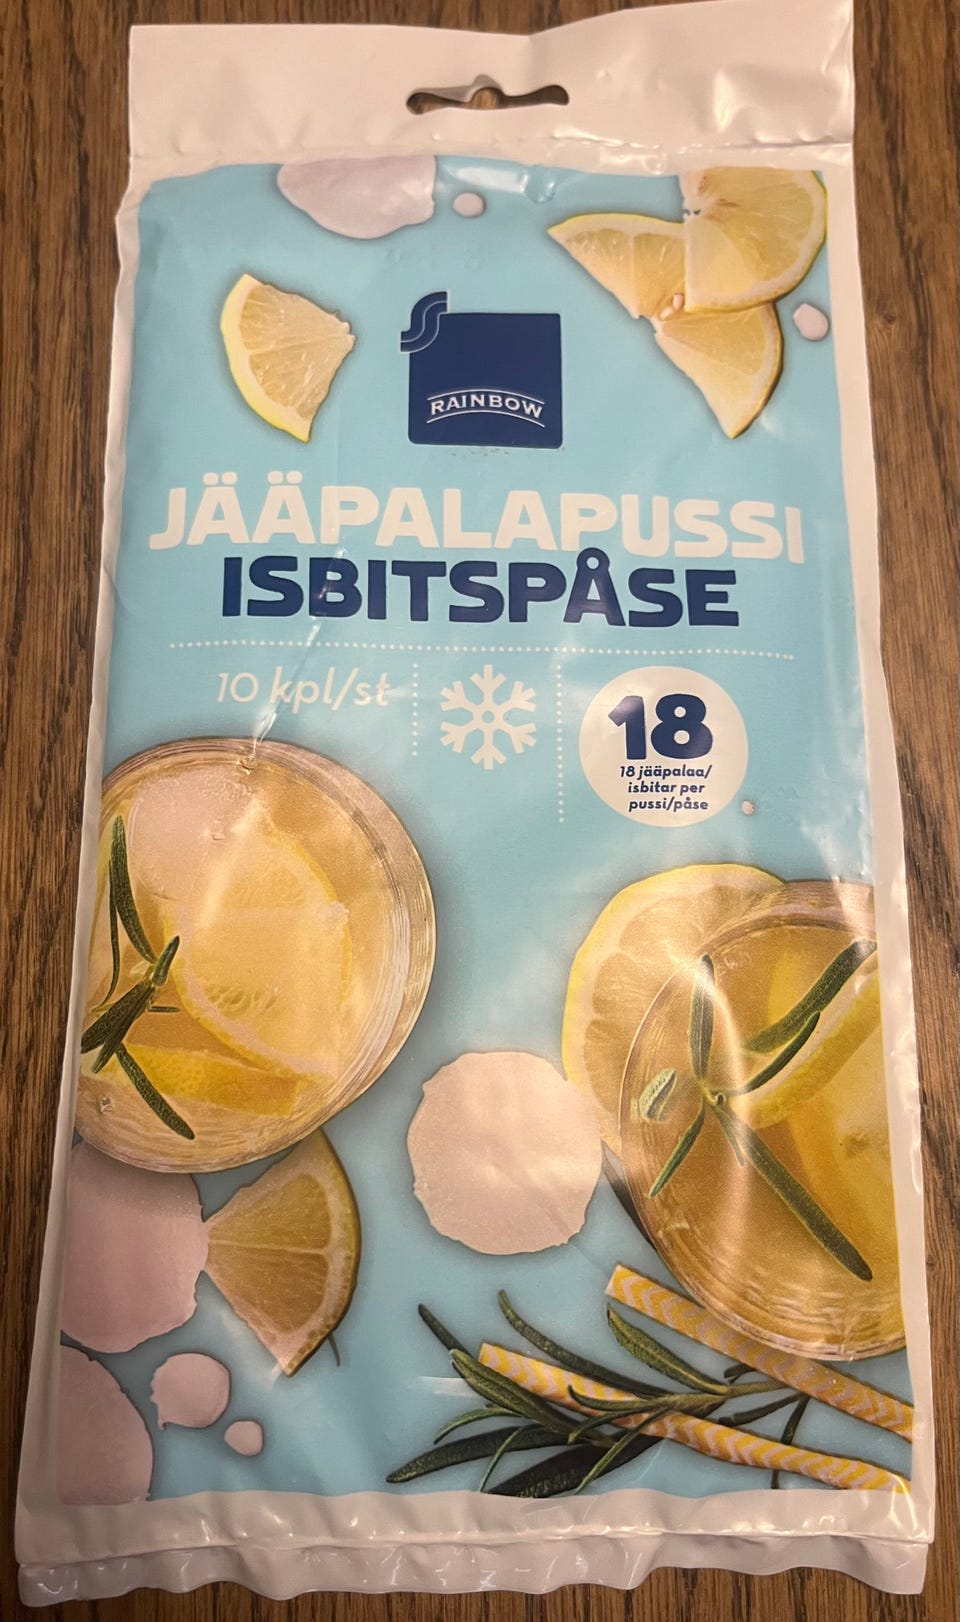 RAINBOW
JÄÄPALAPUSSI
ISBITSPÅSE
10 kpl/st
18
18 jääpalaa/
isbitar per
pussi/påse